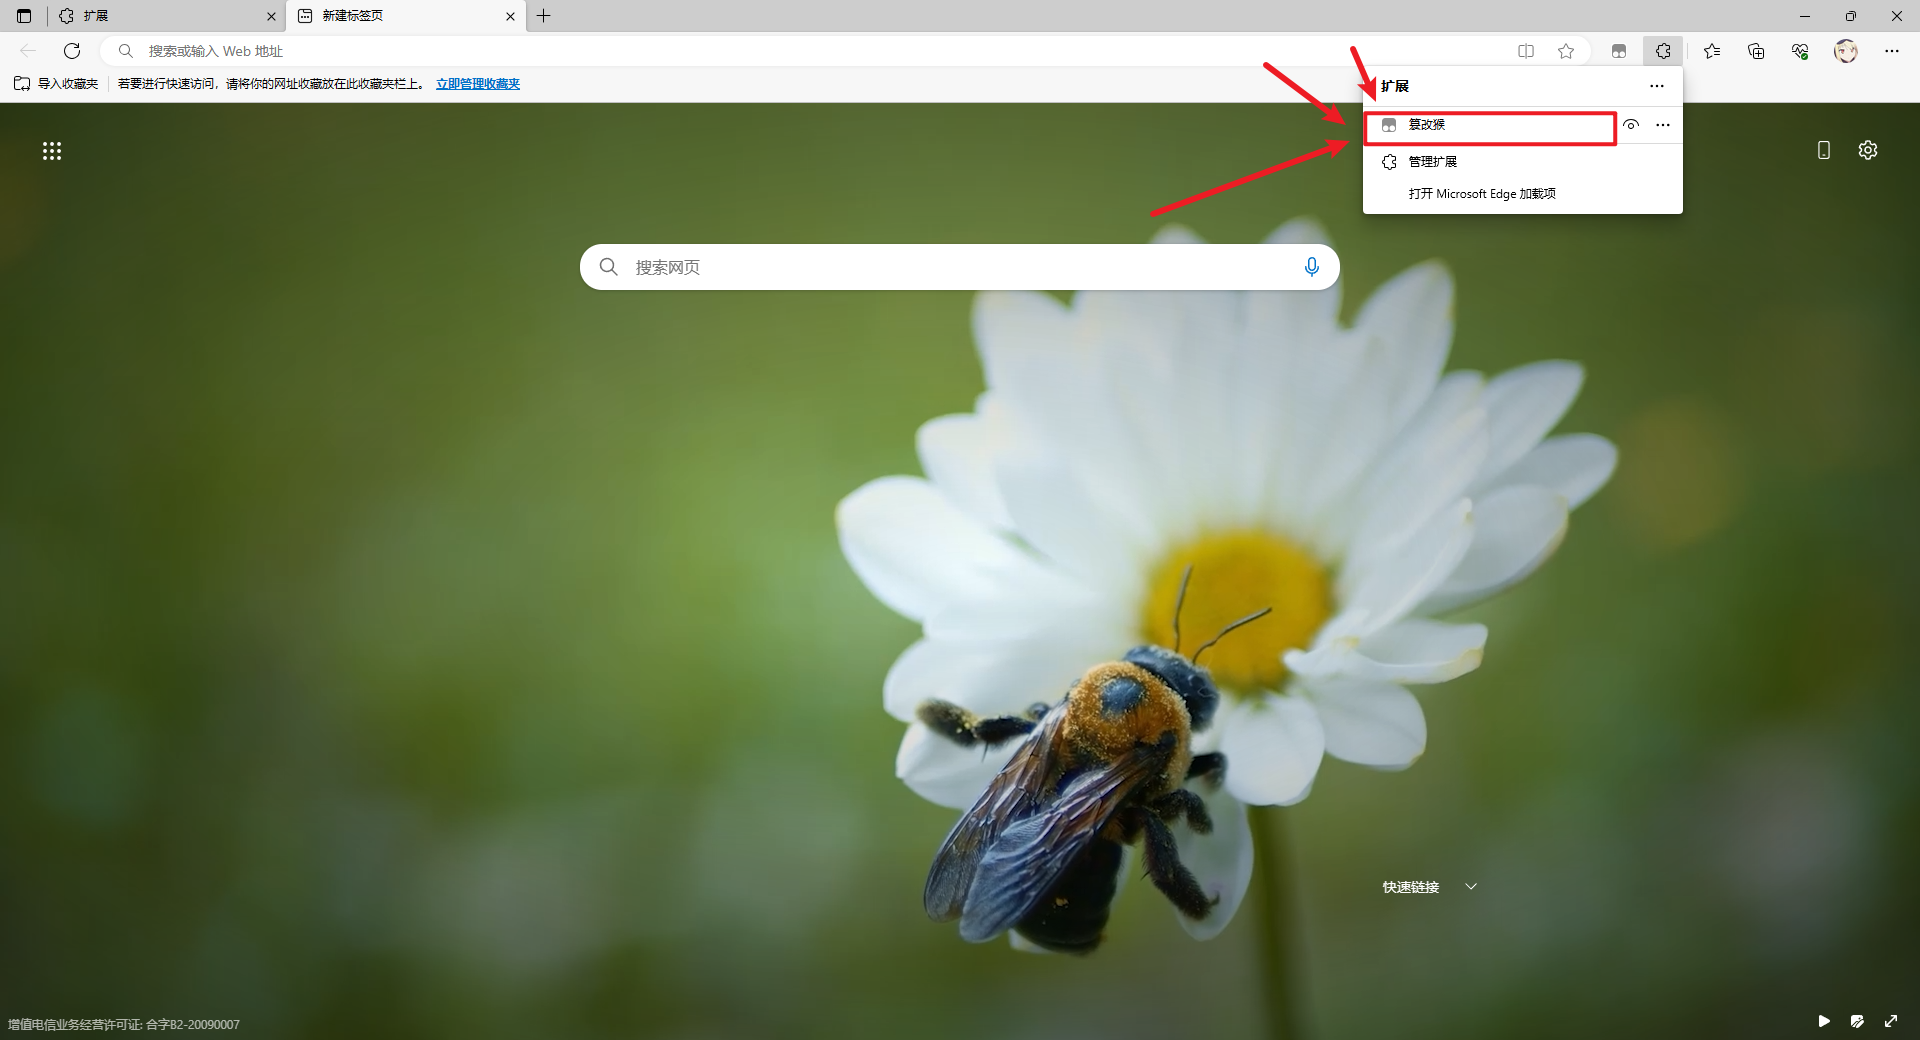 扩展
新建标签页
搜索或输入 Web 地址
导入收藏夹
若要进行快速访问，请将你的网址收藏放在此收藏夹栏上。 立即管理收藏夹
扩展
篡改猴
管理扩展
打开 Microsoft Edge 加载项
搜索网页
快速链接
增值电信业务经营许可证: 合字B2-20090007